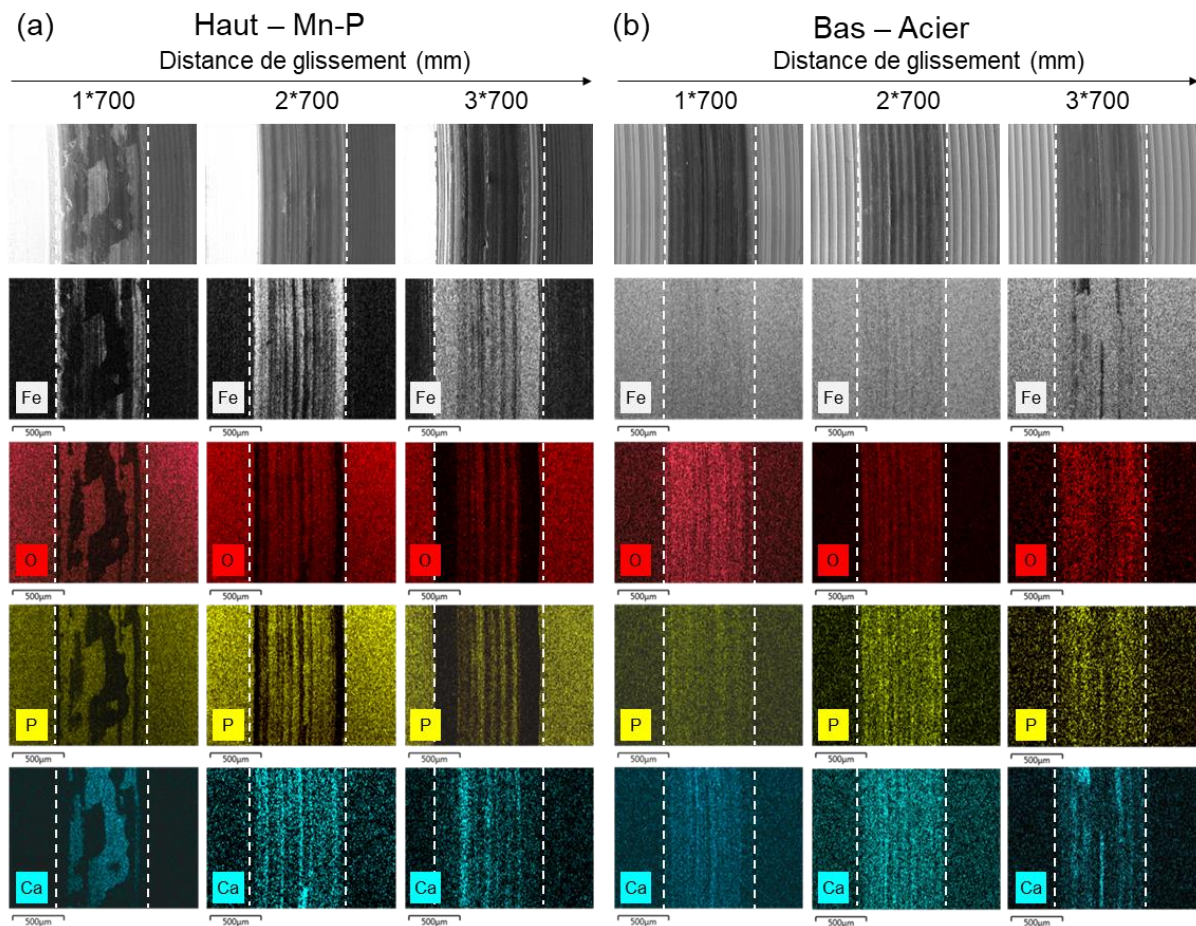 (a) Haut – Mn-P
Distance de glissement (mm)
1*700 2*700 3*700
(b) Bas – Acier
Distance de glissement (mm)
1*700 2*700 3*700
Fe Fe Fe Fe Fe Fe
500µm 500µm 500µm 500µm 500µm 500µm
O O O O O O
500µm 500µm 500µm 500µm 500µm 500µm
P P P P P P
500µm 500µm 500µm 500µm 500µm 500µm
Ca Ca Ca Ca Ca Ca
500µm 500µm 500µm 500µm 500µm 500µm